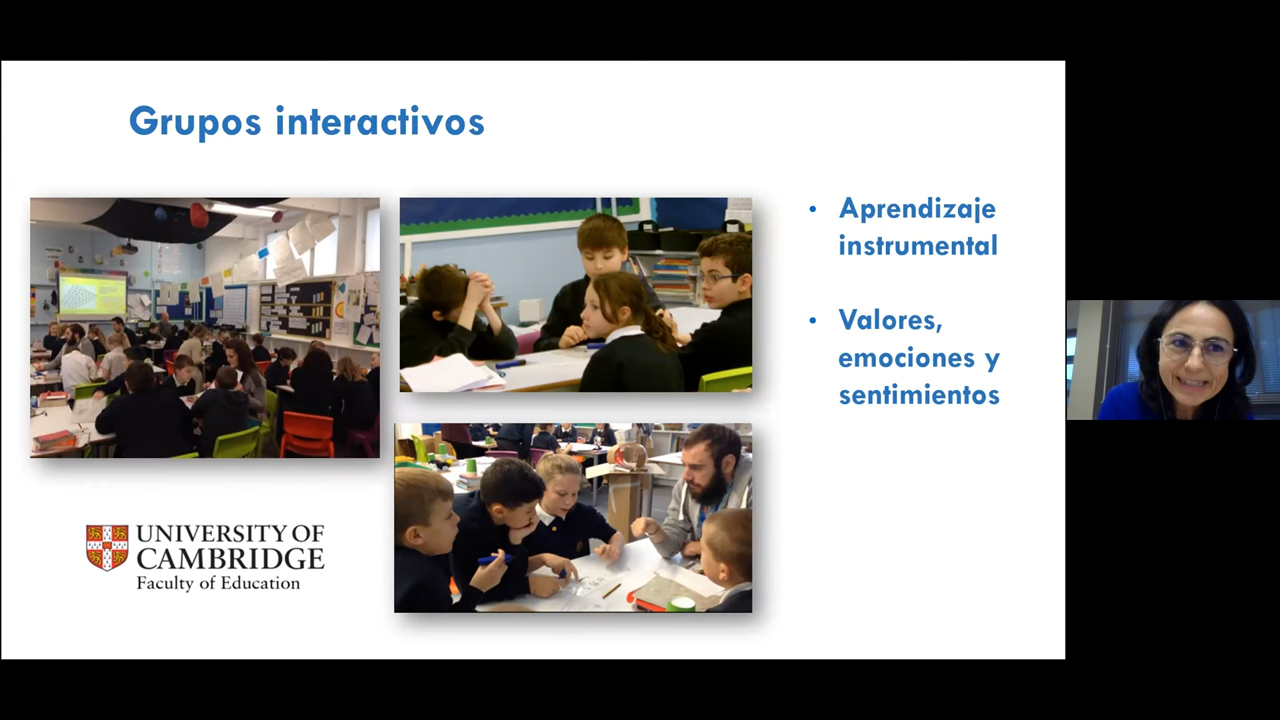 Grupos interactivos
• Aprendizaje
instrumental
• Valores,
emociones y
sentimientos
UNIVERSITY OF
CAMBRIDGE
Faculty of Education